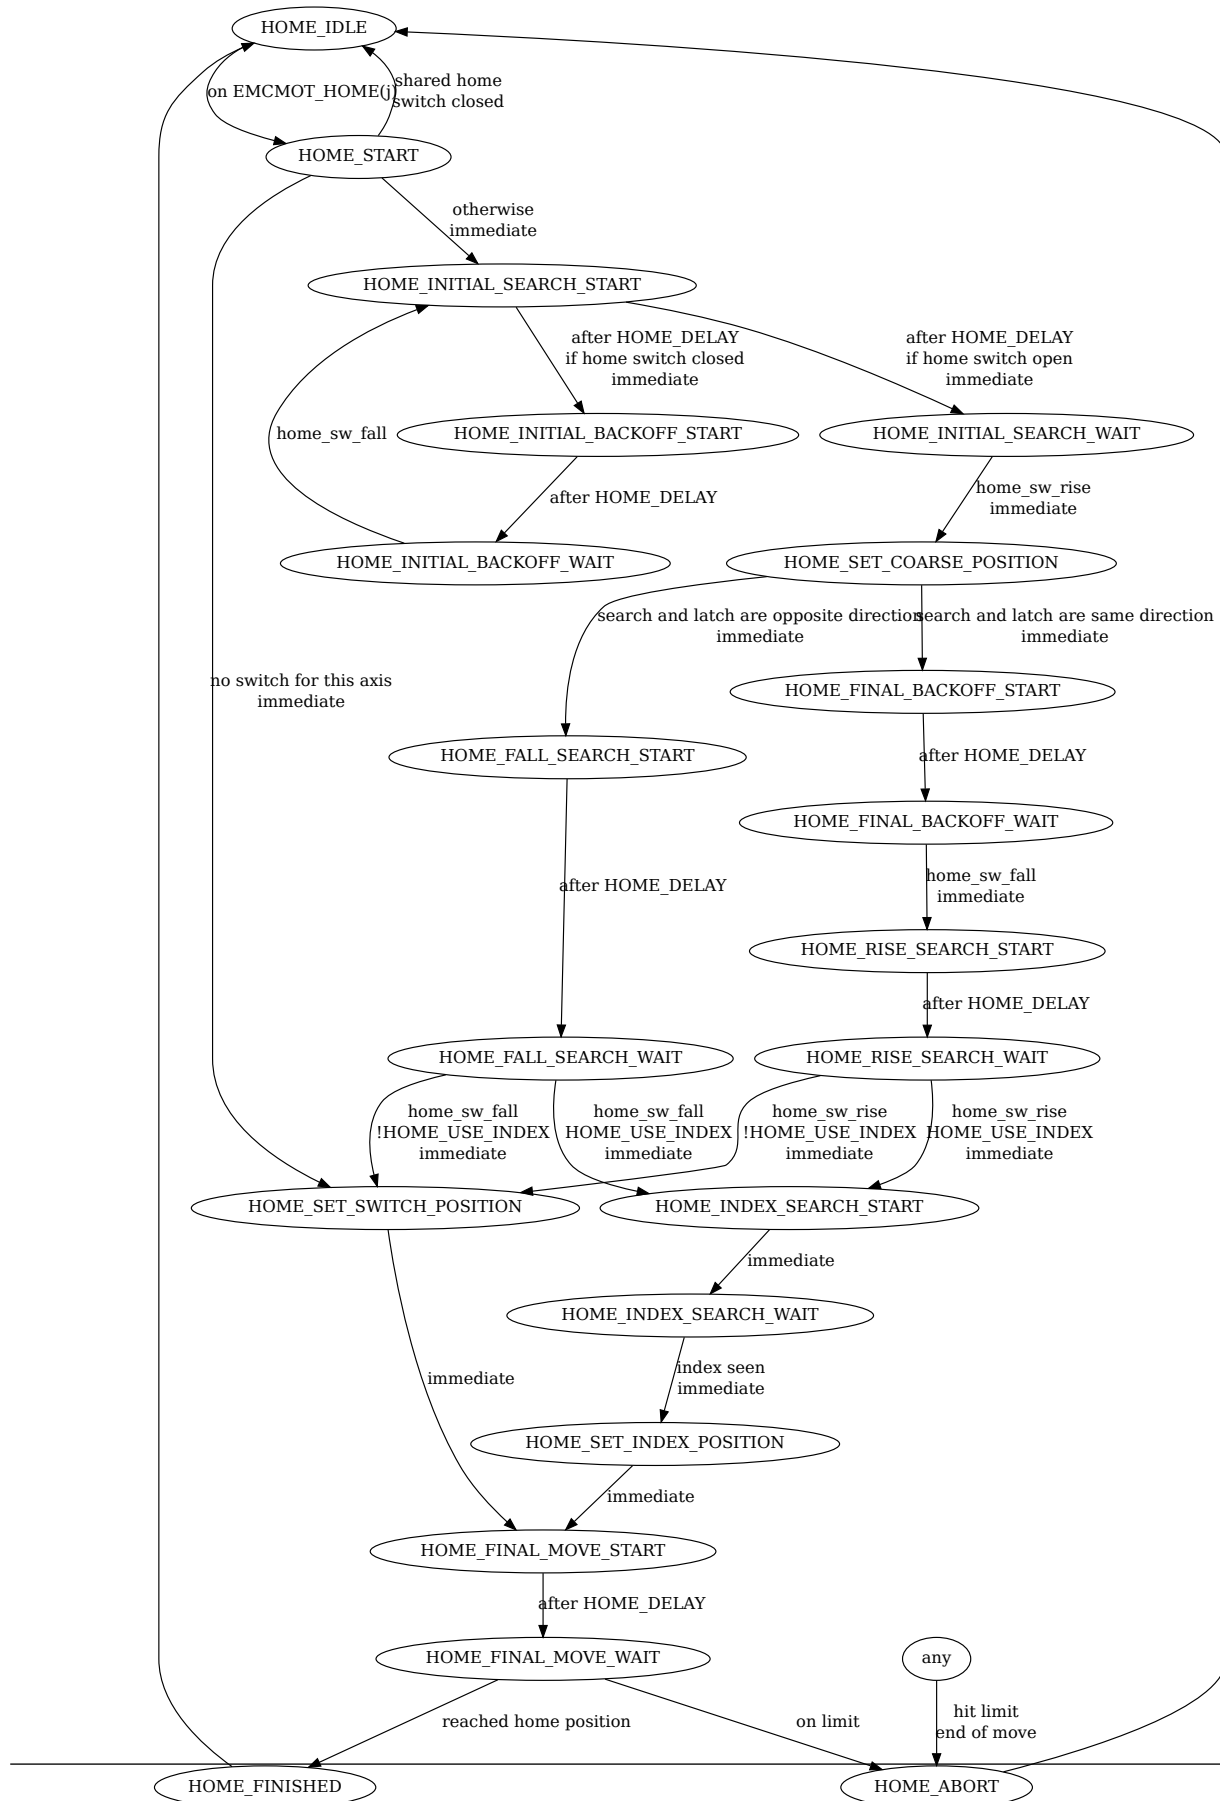 HOME_IDLE
on EMCMOT_HOME(j)
shared home
switch closed
HOME_START
otherwise
immediate
HOME_INITIAL_SEARCH_START
after HOME_DELAY
if home switch closed
immediate
after HOME_DELAY
if home switch open
immediate
home_sw_fall
HOME_INITIAL_BACKOFF_START
HOME_INITIAL_SEARCH_WAIT
after HOME_DELAY
home_sw_rise
immediate
HOME_INITIAL_BACKOFF_WAIT
HOME_SET_COARSE_POSITION
search and latch are opposite direction
immediate
search and latch are same direction
immediate
no switch for this axis
immediate
HOME_FINAL_BACKOFF_START
HOME_FALL_SEARCH_START
after HOME_DELAY
HOME_FINAL_BACKOFF_WAIT
after HOME_DELAY
home_sw_fall
immediate
HOME_RISE_SEARCH_START
after HOME_DELAY
HOME_FALL_SEARCH_WAIT
HOME_RISE_SEARCH_WAIT
home_sw_fall
!HOME_USE_INDEX
immediate
home_sw_fall
HOME_USE_INDEX
immediate
home_sw_rise
!HOME_USE_INDEX
immediate
home_sw_rise
HOME_USE_INDEX
immediate
HOME_SET_SWITCH_POSITION
HOME_INDEX_SEARCH_START
immediate
HOME_INDEX_SEARCH_WAIT
immediate
index seen
immediate
HOME_SET_INDEX_POSITION
immediate
HOME_FINAL_MOVE_START
after HOME_DELAY
HOME_FINAL_MOVE_WAIT
any
reached home position
on limit
hit limit
end of move
HOME_FINISHED
HOME_ABORT